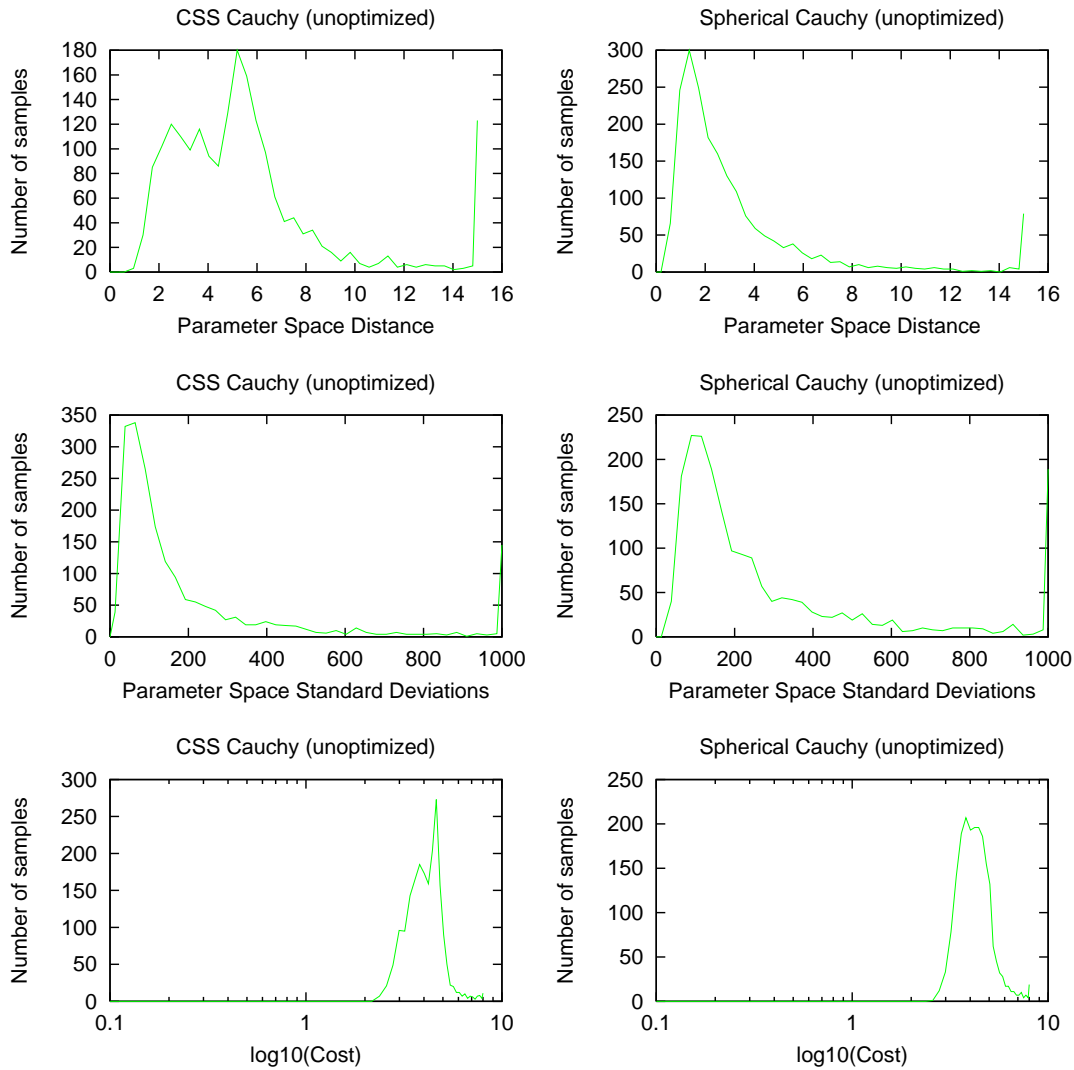 CSS Cauchy (unoptimized)
Number of samples
180
160
140
120
100
80
60
40
20
0
0 2 4 6 8 10 12 14 16
Parameter Space Distance
Spherical Cauchy (unoptimized)
Number of samples
300
250
200
150
100
50
0
0 2 4 6 8 10 12 14 16
Parameter Space Distance
CSS Cauchy (unoptimized)
Number of samples
350
300
250
200
150
100
50
0
0 200 400 600 800 1000
Parameter Space Standard Deviations
Spherical Cauchy (unoptimized)
Number of samples
250
200
150
100
50
0
0 200 400 600 800 1000
Parameter Space Standard Deviations
CSS Cauchy (unoptimized)
Number of samples
300
250
200
150
100
50
0
0.1 1 10
log10(Cost)
Spherical Cauchy (unoptimized)
Number of samples
250
200
150
100
50
0
0.1 1 10
log10(Cost)